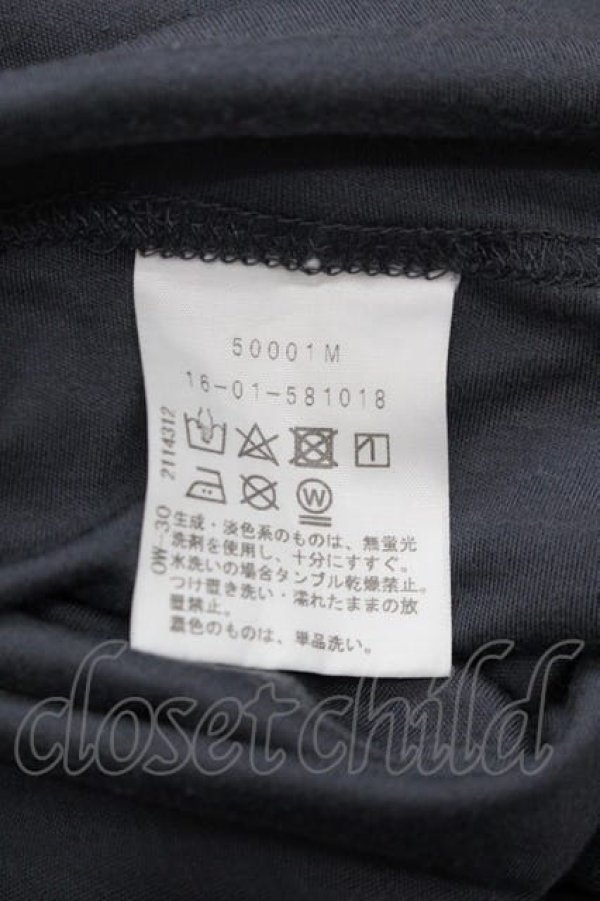 50001M
16-01-581018
W
生成・淡色系のものは、無蛍光
洗剤を使用し、十分にすすぐ。
水洗いの場合タンブル乾燥禁止。
つけ置き洗い・濡れたままの放
置禁止。
濃色のものは、単品洗い。
OW-30 2114312
closet child